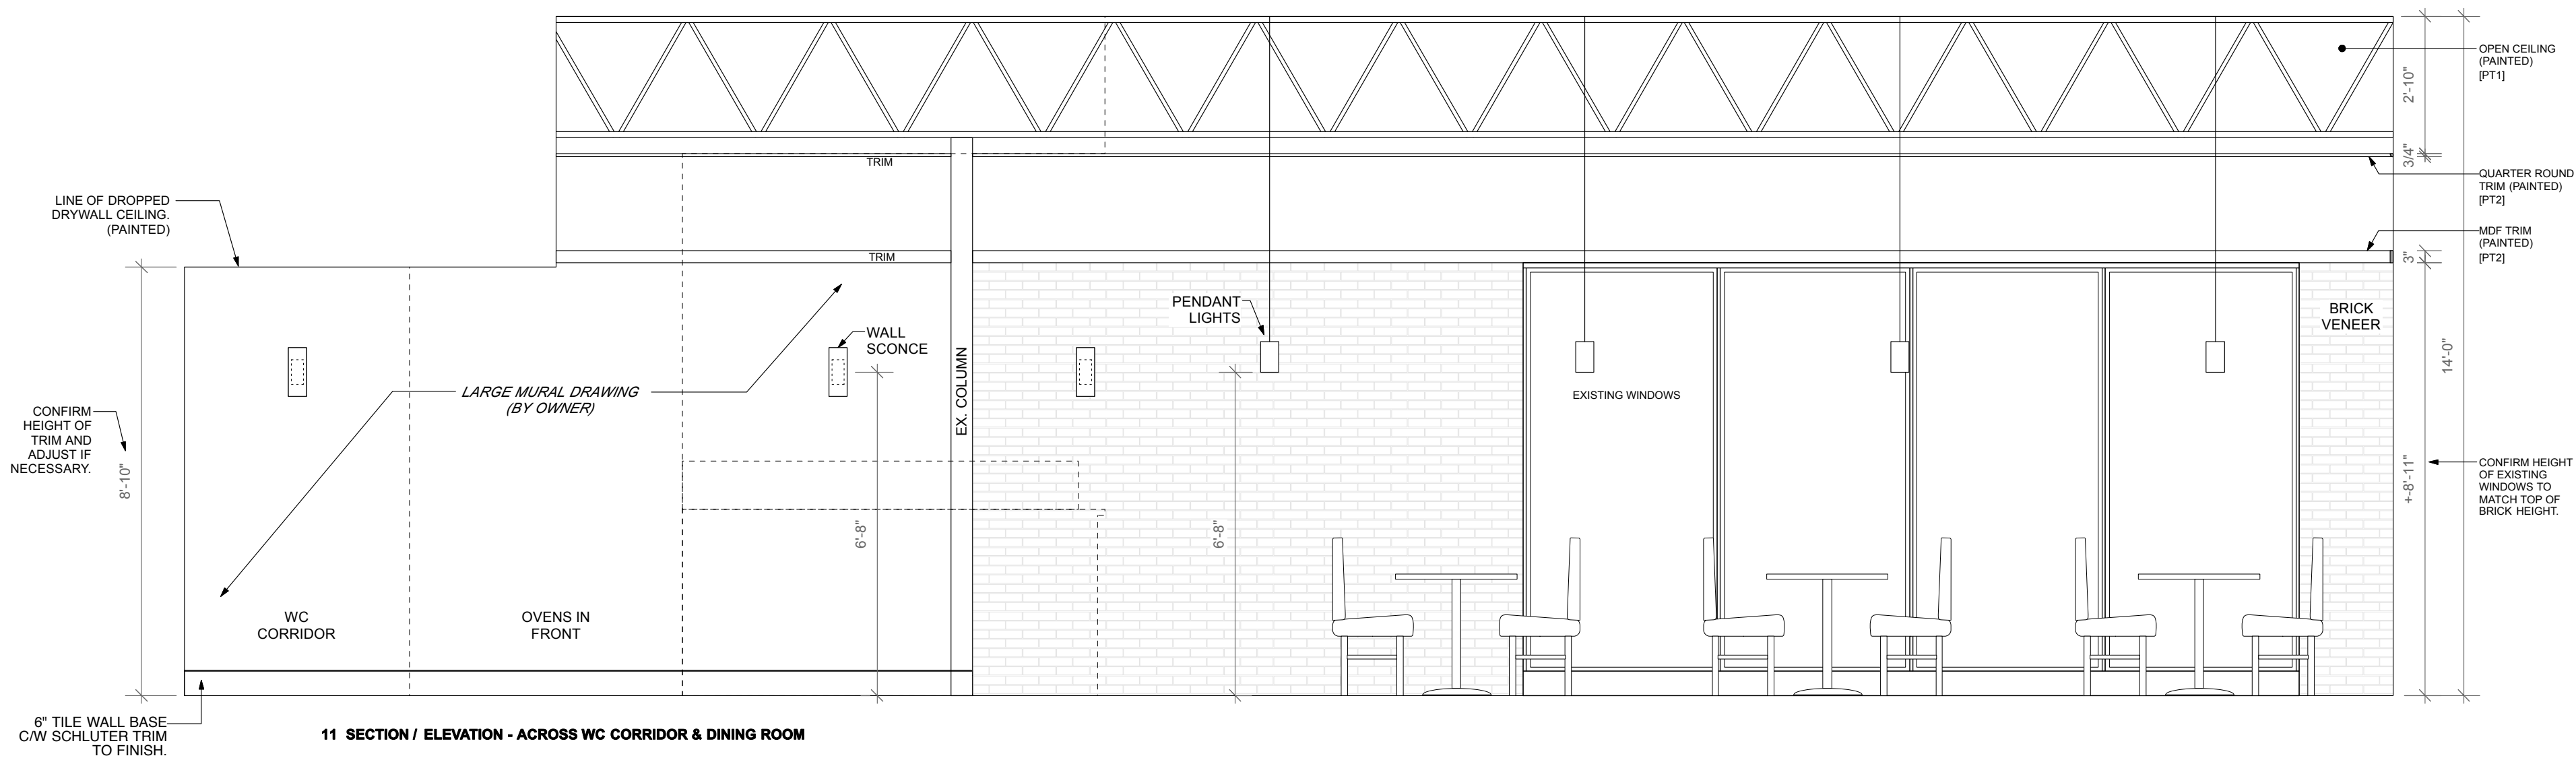 OPEN CEILING
(PAINTED)
[PT1]
2'-10"
3/4"
TRIM
QUARTER ROUND
TRIM (PAINTED)
[PT2]
LINE OF DROPPED
DRYWALL CEILING.
(PAINTED)
MDF TRIM
(PAINTED)
[PT2]
TRIM
3"
PENDANT
LIGHTS
BRICK
VENEER
WALL
SCONCE
EX. COLUMN
14'-0"
LARGE MURAL DRAWING
(BY OWNER)
EXISTING WINDOWS
CONFIRM
HEIGHT OF
TRIM AND
ADJUST IF
NECESSARY.
8'-10"
+-8'-11"
CONFIRM HEIGHT
OF EXISTING
WINDOWS TO
MATCH TOP OF
BRICK HEIGHT.
6'-8"
6'-8"
WC
CORRIDOR
OVENS IN
FRONT
6" TILE WALL BASE
C/W SCHLUTER TRIM
TO FINISH.
11 SECTION / ELEVATION - ACROSS WC CORRIDOR & DINING ROOM